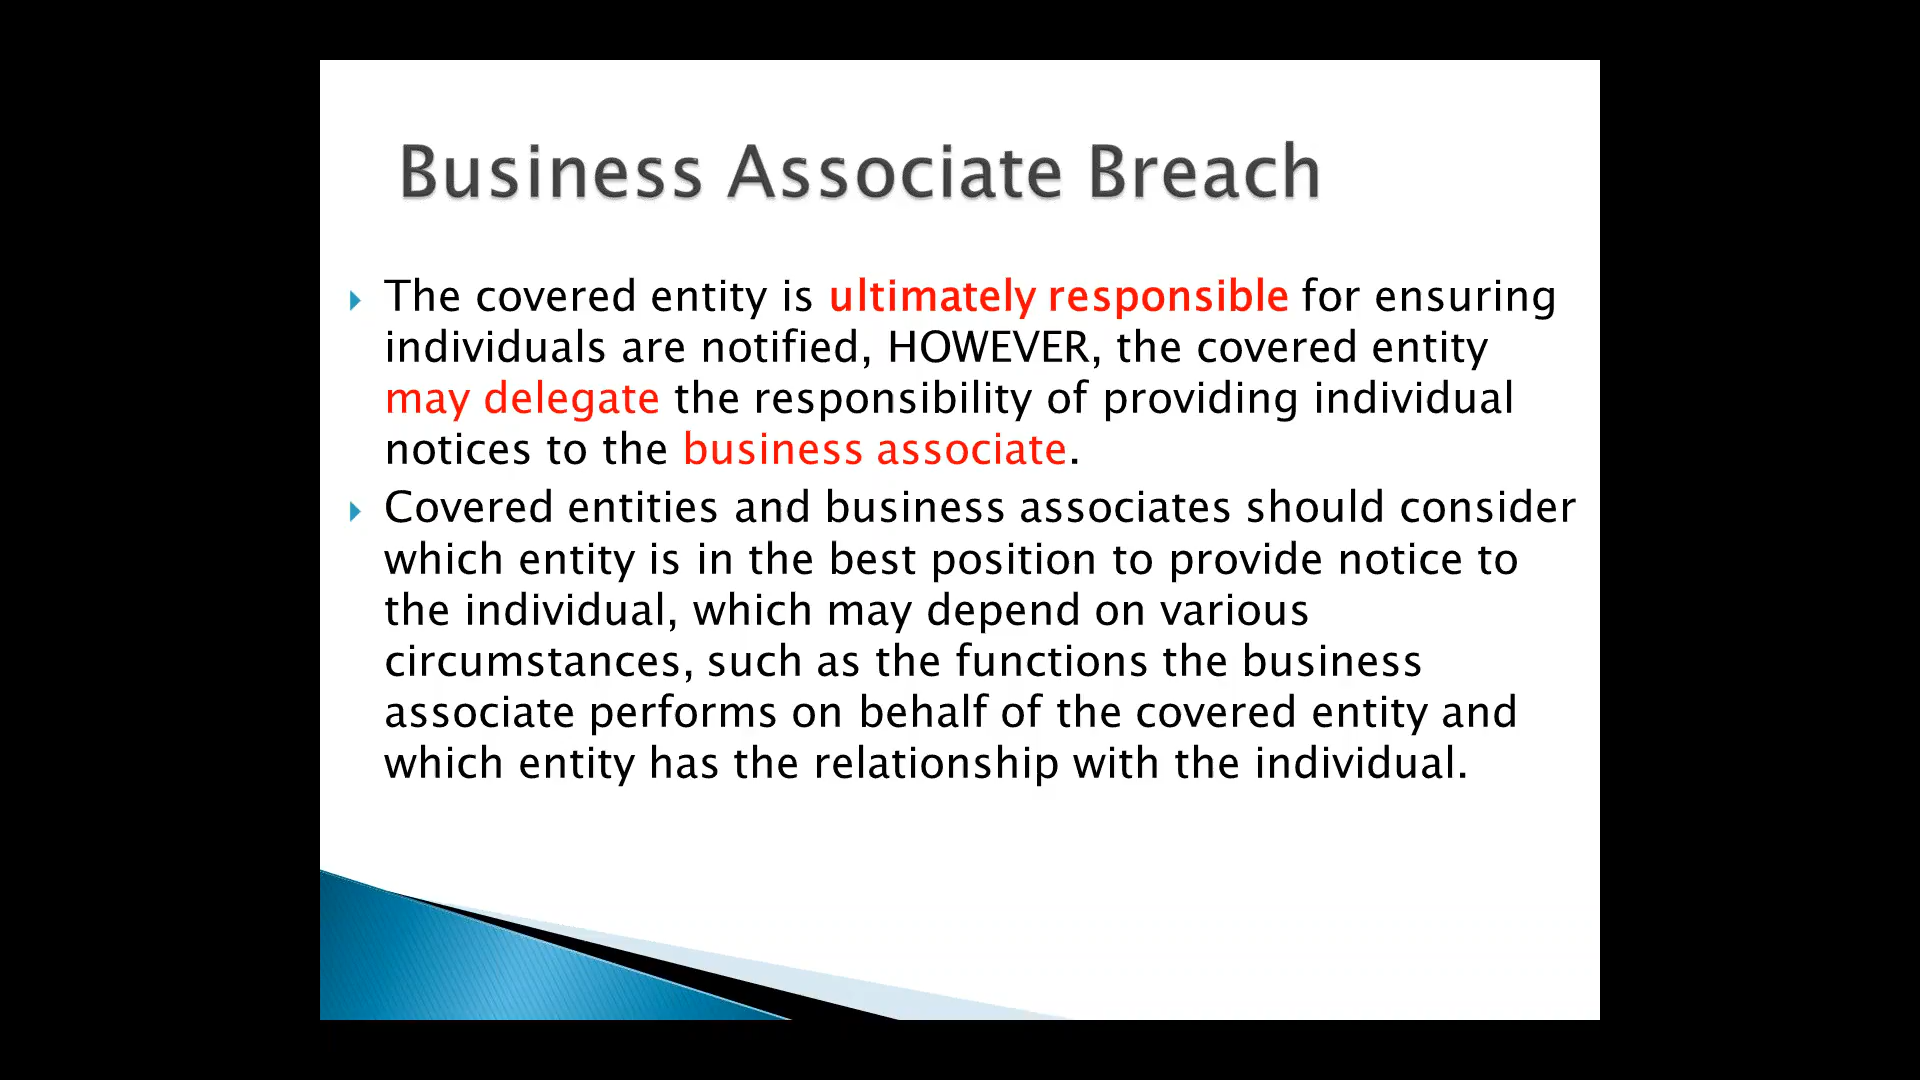 Business Associate Breach
The covered entity is ultimately responsible for ensuring
individuals are notified, HOWEVER, the covered entity
may delegate the responsibility of providing individual
notices to the business associate.
Covered entities and business associates should consider
which entity is in the best position to provide notice to
the individual, which may depend on various
circumstances, such as the functions the business
associate performs on behalf of the covered entity and
which entity has the relationship with the individual.